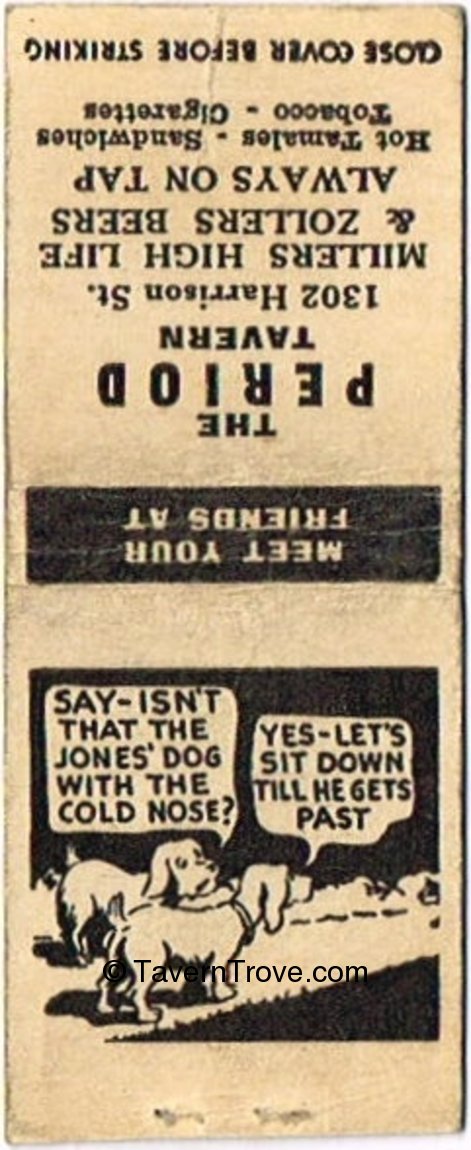 CLOSE COVER BEFORE STRIKING
THE
PERIOD
TAVERN
1302 Harrison St.
MILLERS HIGH LIFE
& ZOLLERS BEERS
ALWAYS ON TAP
Hot Tamales - Sandwiches
Tobacco - Cigarettes
MEET YOUR
FRIENDS AT
SAY-ISN'T
THAT THE
JONES' DOG
WITH THE
COLD NOSE?
YES-LET'S
SIT DOWN
TILL HE GETS
PAST
© TavernTrove.com